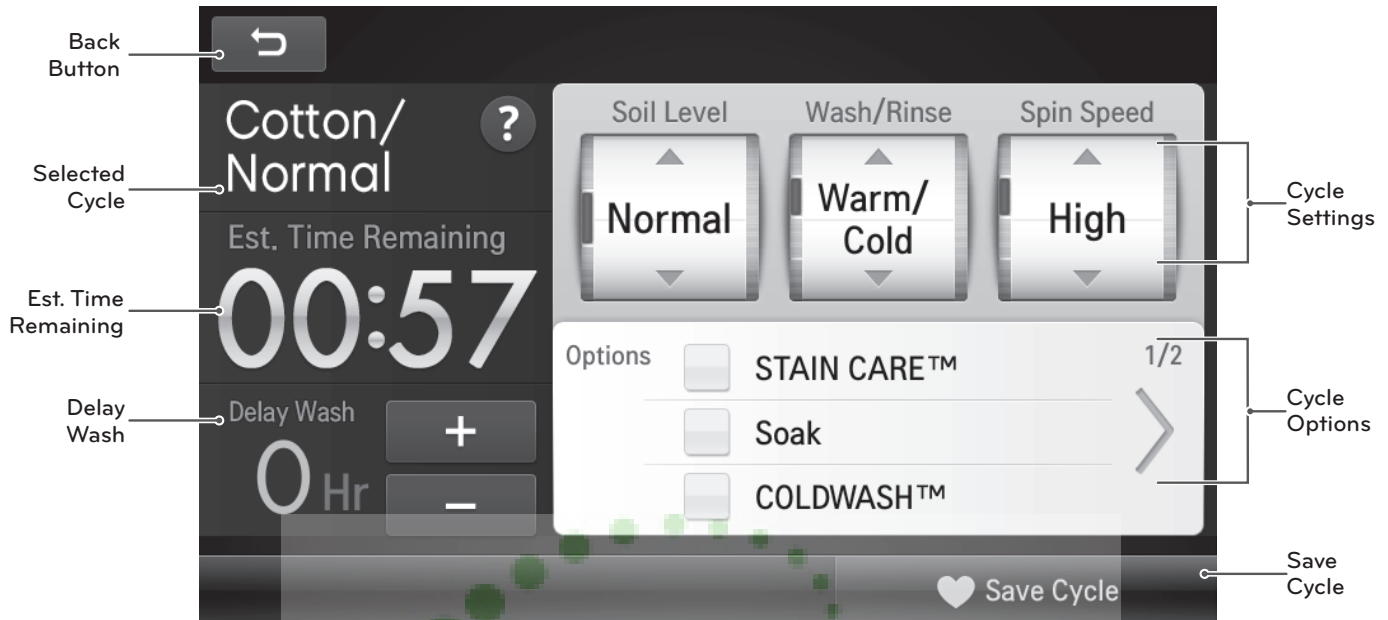 Back
Button
Cotton/
Normal
?
Selected
Cycle
Est. Time Remaining
00:57
Est. Time
Remaining
Delay Wash
0 Hr
+
−
Delay
Wash
Soil Level
Wash/Rinse
Spin Speed
Normal
Warm/
Cold
High
Cycle
Settings
Options
1/2
STAIN CARE™
Soak
COLDWASH™
Cycle
Options
Save Cycle
Save
Cycle